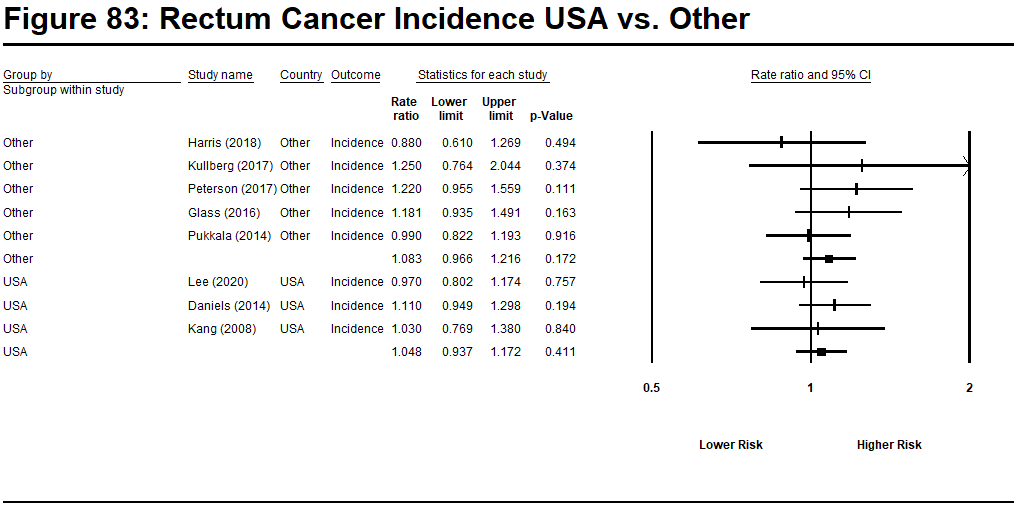 Figure 83: Rectum Cancer Incidence USA vs. Other
Group by Study name Country Outcome Statistics for each study Rate ratio and 95% CI
Subgroup within study
Rate Lower Upper
ratio limit limit p-Value
Other Harris (2018) Other Incidence 0.880 0.610 1.269 0.494
Other Kullberg (2017) Other Incidence 1.250 0.764 2.044 0.374
Other Peterson (2017) Other Incidence 1.220 0.955 1.559 0.111
Other Glass (2016) Other Incidence 1.181 0.935 1.491 0.163
Other Pukkala (2014) Other Incidence 0.990 0.822 1.193 0.916
Other 1.083 0.966 1.216 0.172
USA Lee (2020) USA Incidence 0.970 0.802 1.174 0.757
USA Daniels (2014) USA Incidence 1.110 0.949 1.298 0.194
USA Kang (2008) USA Incidence 1.030 0.769 1.380 0.840
USA 1.048 0.937 1.172 0.411
0.5 1 2
Lower Risk Higher Risk